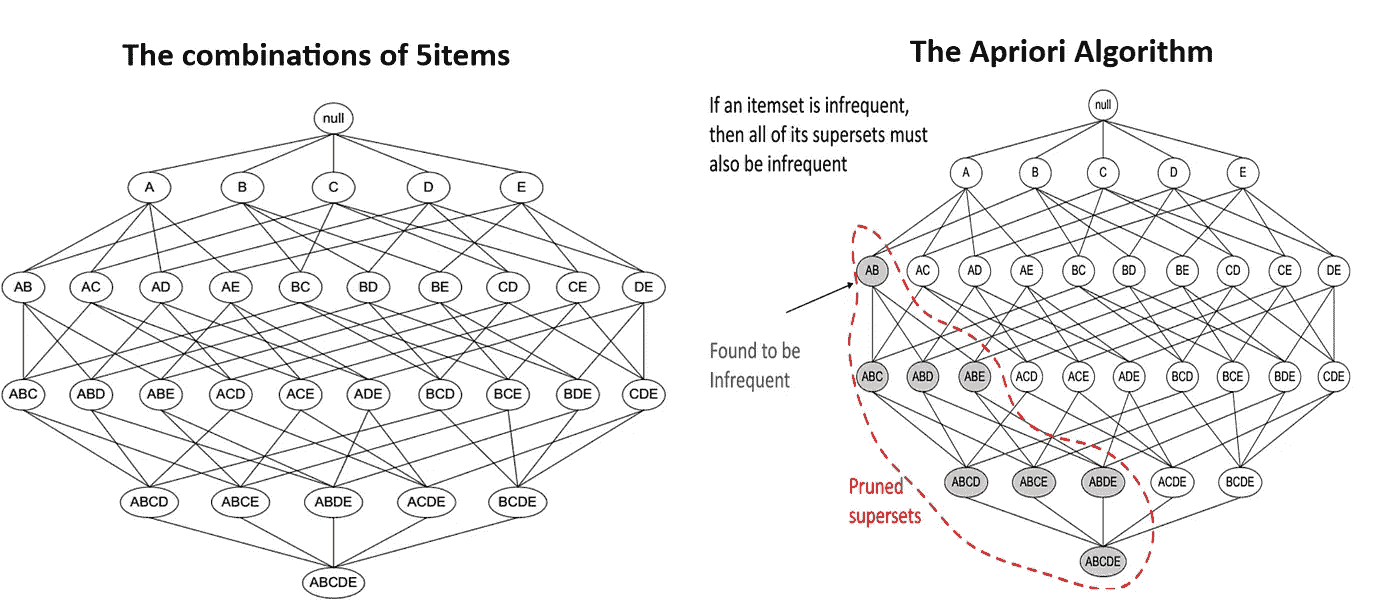 The combinations of 5items
null
A B C D E
AB AC AD AE BC BD BE CD CE DE
ABC ABD ABE ACD ACE ADE BCD BCE BDE CDE
ABCD ABCE ABDE ACDE BCDE
ABCDE
The Apriori Algorithm
If an itemset is infrequent,
then all of its supersets must
also be infrequent
null
A B C D E
AB AC AD AE BC BD BE CD CE DE
Found to be
Infrequent
ABC ABD ABE ACD ACE ADE BCD BCE BDE CDE
Pruned
supersets
ABCD ABCE ABDE ACDE BCDE
ABCDE